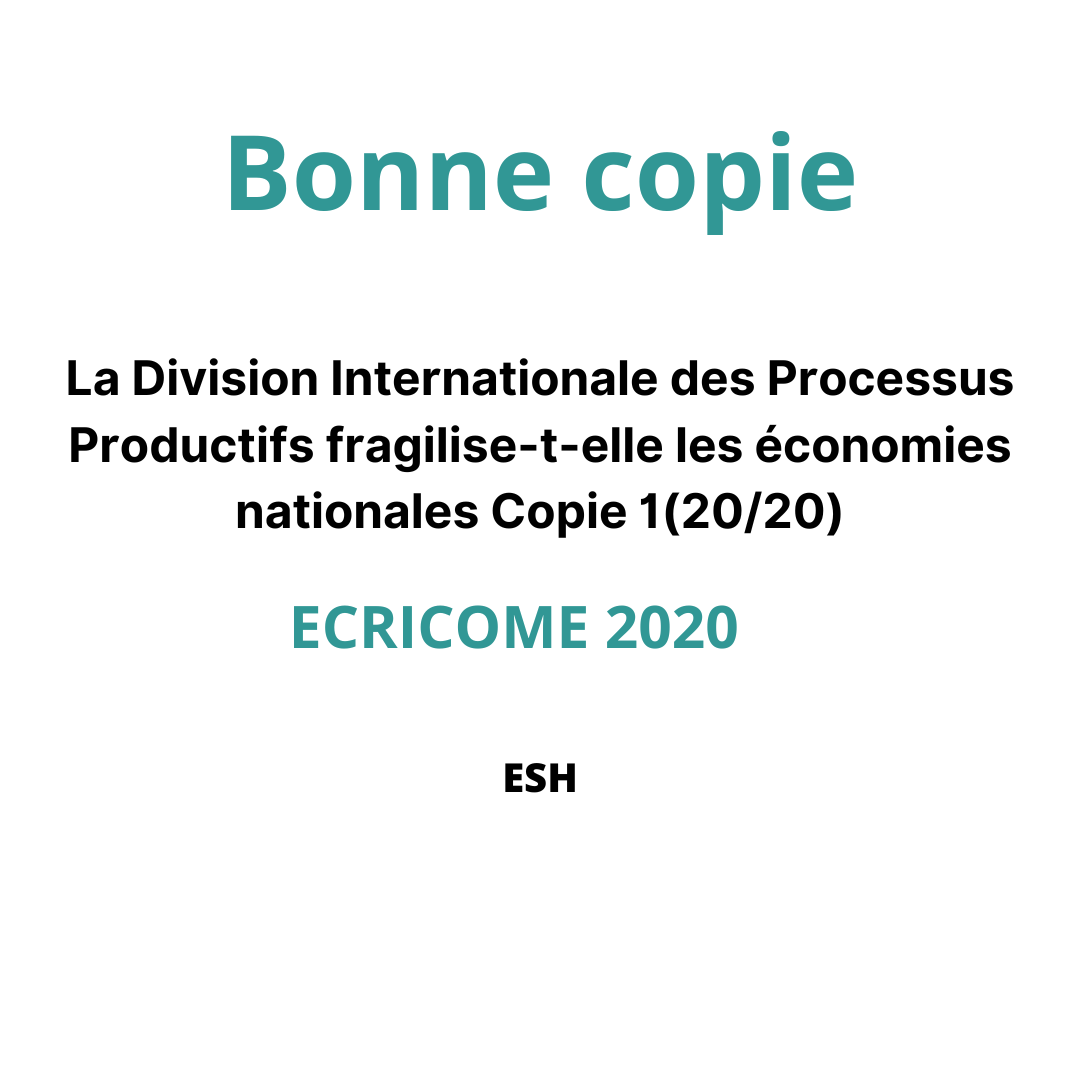 Bonne copie
La Division Internationale des Processus
Productifs fragilise-t-elle les économies
nationales Copie 1(20/20)
ECRICOME 2020
ESH